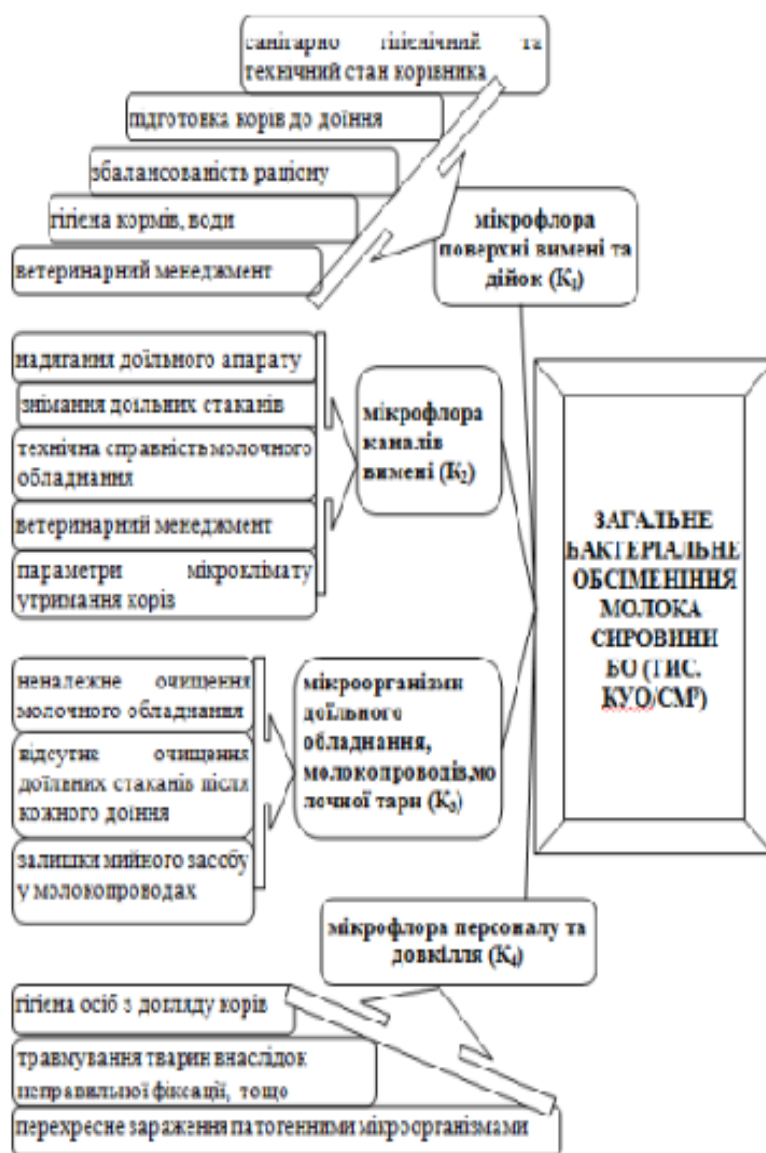 санітарно гігієнічний та
технічний стан корівника
підготовка корів до доїння
збалансованість раціону
гігієна кормів, води
ветеринарний менеджмент
мікрофлора
поверхні вимені та
дійок (К₁)
надягання доїльного апарату
знімання доїльних стаканів
технічна справність молочного
обладнання
ветеринарний менеджмент
параметри мікроклімату
утримання корів
мікрофлора
каналів
вимені (К₂)
неналежне очищення
молочного обладнання
відсутнє очищення
доїльних стаканів після
кожного доїння
залишки мийного засобу
у молокопроводах
мікроорганізми
доїльного
обладнання,
молокопроводів,мо
лочної тари (К₃)
мікрофлора персоналу та
довкілля (К₄)
гігієна осіб з догляду корів
травмування тварин внаслідок
неправильної фіксації, тощо
перехресне зараження патогенними мікроорганізмами
ЗАГАЛЬНЕ
БАКТЕРІАЛЬНЕ
ОБСІМЕНІННЯ
МОЛОКА
СИРОВИНИ
БО (ТИС.
КУО/СМ³)